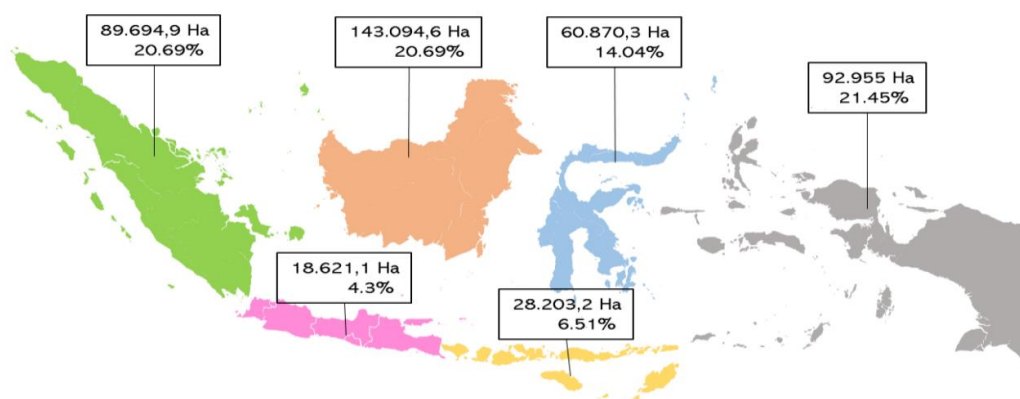 89.694,9 Ha
20.69%
143.094,6 Ha
20.69%
60.870,3 Ha
14.04%
92.955 Ha
21.45%
18.621,1 Ha
4.3%
28.203,2 Ha
6.51%